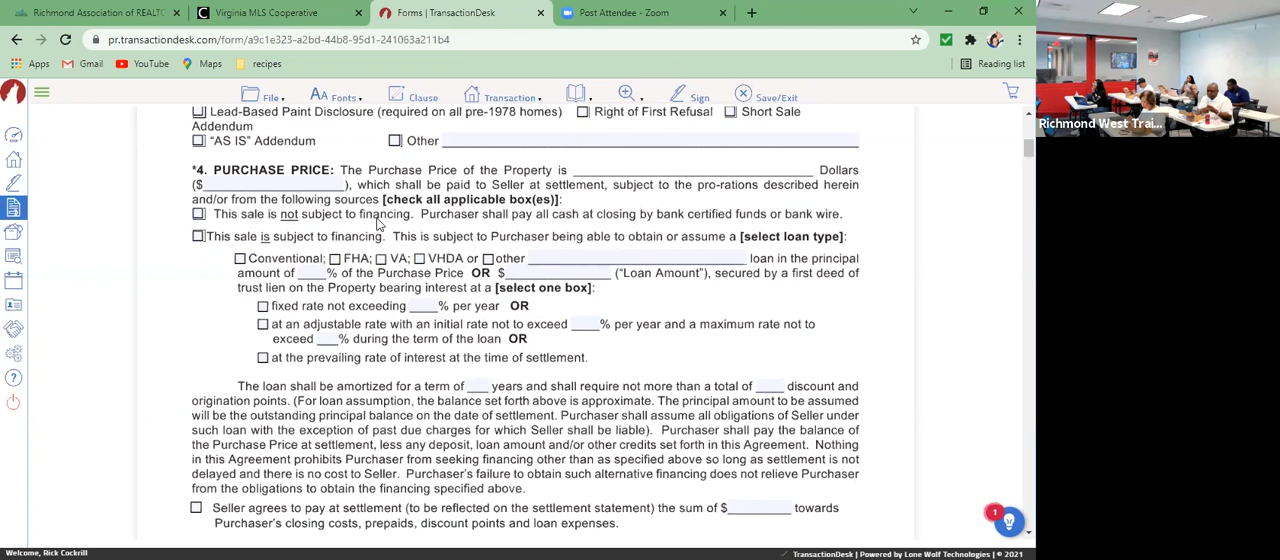 Richmond Association of REALTO
Virginia MLS Cooperative
Forms | TransactionDesk
Post Attendee - Zoom
pr.transactiondesk.com/form/a9c1e323-a2bd-44b8-95d1-241063a211b4
Apps
Gmail
YouTube
Maps
recipes
Reading list
File
Fonts
Clause
Transaction
Sign
Save/Exit
Richmond West Trai...
Lead-Based Paint Disclosure (required on all pre-1978 homes) Right of First Refusal Short Sale
Addendum
"AS IS" Addendum Other
*4. PURCHASE PRICE: The Purchase Price of the Property is ____ Dollars
($____), which shall be paid to Seller at settlement, subject to the pro-rations described herein
and/or from the following sources [check all applicable box(es)]:
This sale is not subject to financing. Purchaser shall pay all cash at closing by bank certified funds or bank wire.
This sale is subject to financing. This is subject to Purchaser being able to obtain or assume a [select loan type]:
Conventional; FHA; VA; VHDA or other ____ loan in the principal
amount of ____% of the Purchase Price OR $____ ("Loan Amount"), secured by a first deed of
trust lien on the Property bearing interest at a [select one box]:
fixed rate not exceeding ____% per year OR
at an adjustable rate with an initial rate not to exceed ____% per year and a maximum rate not to
exceed ___% during the term of the loan OR
at the prevailing rate of interest at the time of settlement.
The loan shall be amortized for a term of ___ years and shall require not more than a total of ____ discount and
origination points. (For loan assumption, the balance set forth above is approximate. The principal amount to be assumed
will be the outstanding principal balance on the date of settlement. Purchaser shall assume all obligations of Seller under
such loan with the exception of past due charges for which Seller shall be liable). Purchaser shall pay the balance of
the Purchase Price at settlement, less any deposit, loan amount and/or other credits set forth in this Agreement. Nothing
in this Agreement prohibits Purchaser from seeking financing other than as specified above so long as settlement is not
delayed and there is no cost to Seller. Purchaser's failure to obtain such alternative financing does not relieve Purchaser
from the obligations to obtain the financing specified above.
Seller agrees to pay at settlement (to be reflected on the settlement statement) the sum of $____ towards
Purchaser's closing costs, prepaids, discount points and loan expenses.
1
Welcome, Rick Cockrill
TransactionDesk | Powered by Lone Wolf Technologies | © 2021